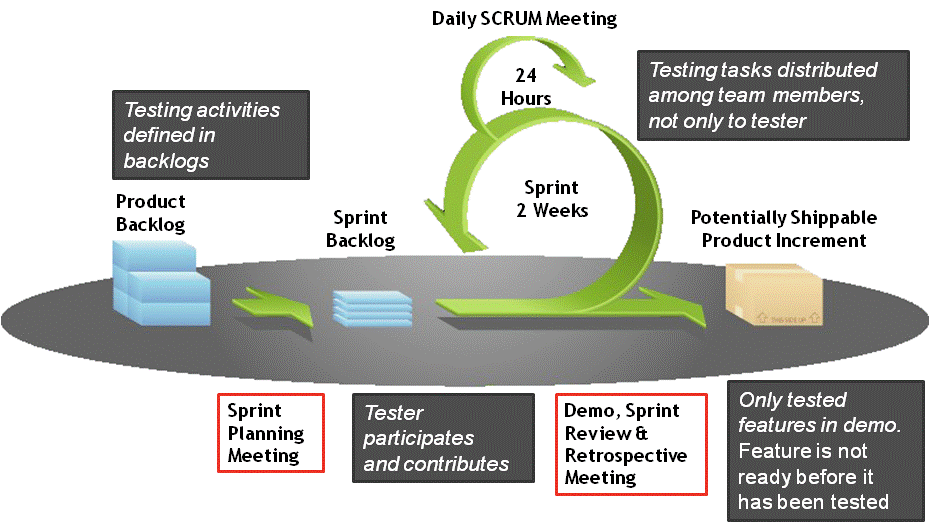 Daily SCRUM Meeting
24
Hours
Testing tasks distributed
among team members,
not only to tester
Testing activities
defined in
backlogs
Sprint
2 Weeks
Product
Backlog
Sprint
Backlog
Potentially Shippable
Product Increment
THIS SIDE UP
Sprint
Planning
Meeting
Tester
participates
and contributes
Demo, Sprint
Review &
Retrospective
Meeting
Only tested
features in demo.
Feature is not
ready before it
has been tested